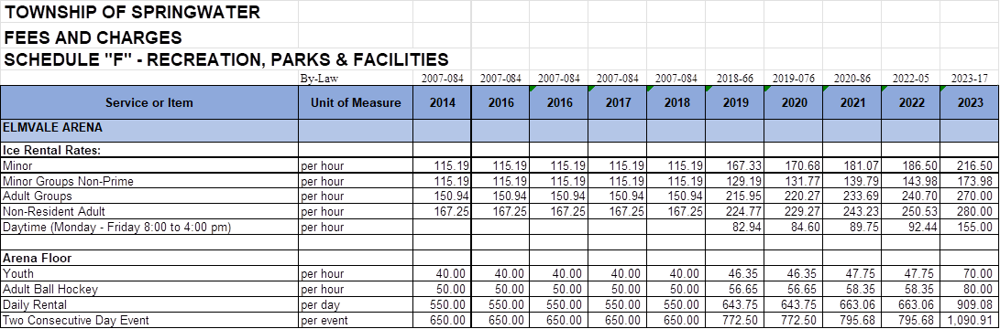 TOWNSHIP OF SPRINGWATER
FEES AND CHARGES
SCHEDULE "F" - RECREATION, PARKS & FACILITIES
By-Law 2007-084 2007-084 2007-084 2007-084 2007-084 2018-66 2019-076 2020-86 2022-05 2023-17
Service or Item Unit of Measure 2014 2016 2016 2017 2018 2019 2020 2021 2022 2023
ELMVALE ARENA
Ice Rental Rates:
Minor per hour 115.19 115.19 115.19 115.19 115.19 167.33 170.68 181.07 186.50 216.50
Minor Groups Non-Prime per hour 115.19 115.19 115.19 115.19 115.19 129.19 131.77 139.79 143.98 173.98
Adult Groups per hour 150.94 150.94 150.94 150.94 150.94 215.95 220.27 233.69 240.70 270.00
Non-Resident Adult per hour 167.25 167.25 167.25 167.25 167.25 224.77 229.27 243.23 250.53 280.00
Daytime (Monday - Friday 8:00 to 4:00 pm) per hour 82.94 84.60 89.75 92.44 155.00
Arena Floor
Youth per hour 40.00 40.00 40.00 40.00 40.00 46.35 46.35 47.75 47.75 70.00
Adult Ball Hockey per hour 50.00 50.00 50.00 50.00 50.00 56.65 56.65 58.35 58.35 80.00
Daily Rental per day 550.00 550.00 550.00 550.00 550.00 643.75 643.75 663.06 663.06 909.08
Two Consecutive Day Event per event 650.00 650.00 650.00 650.00 650.00 772.50 772.50 795.68 795.68 1,090.91